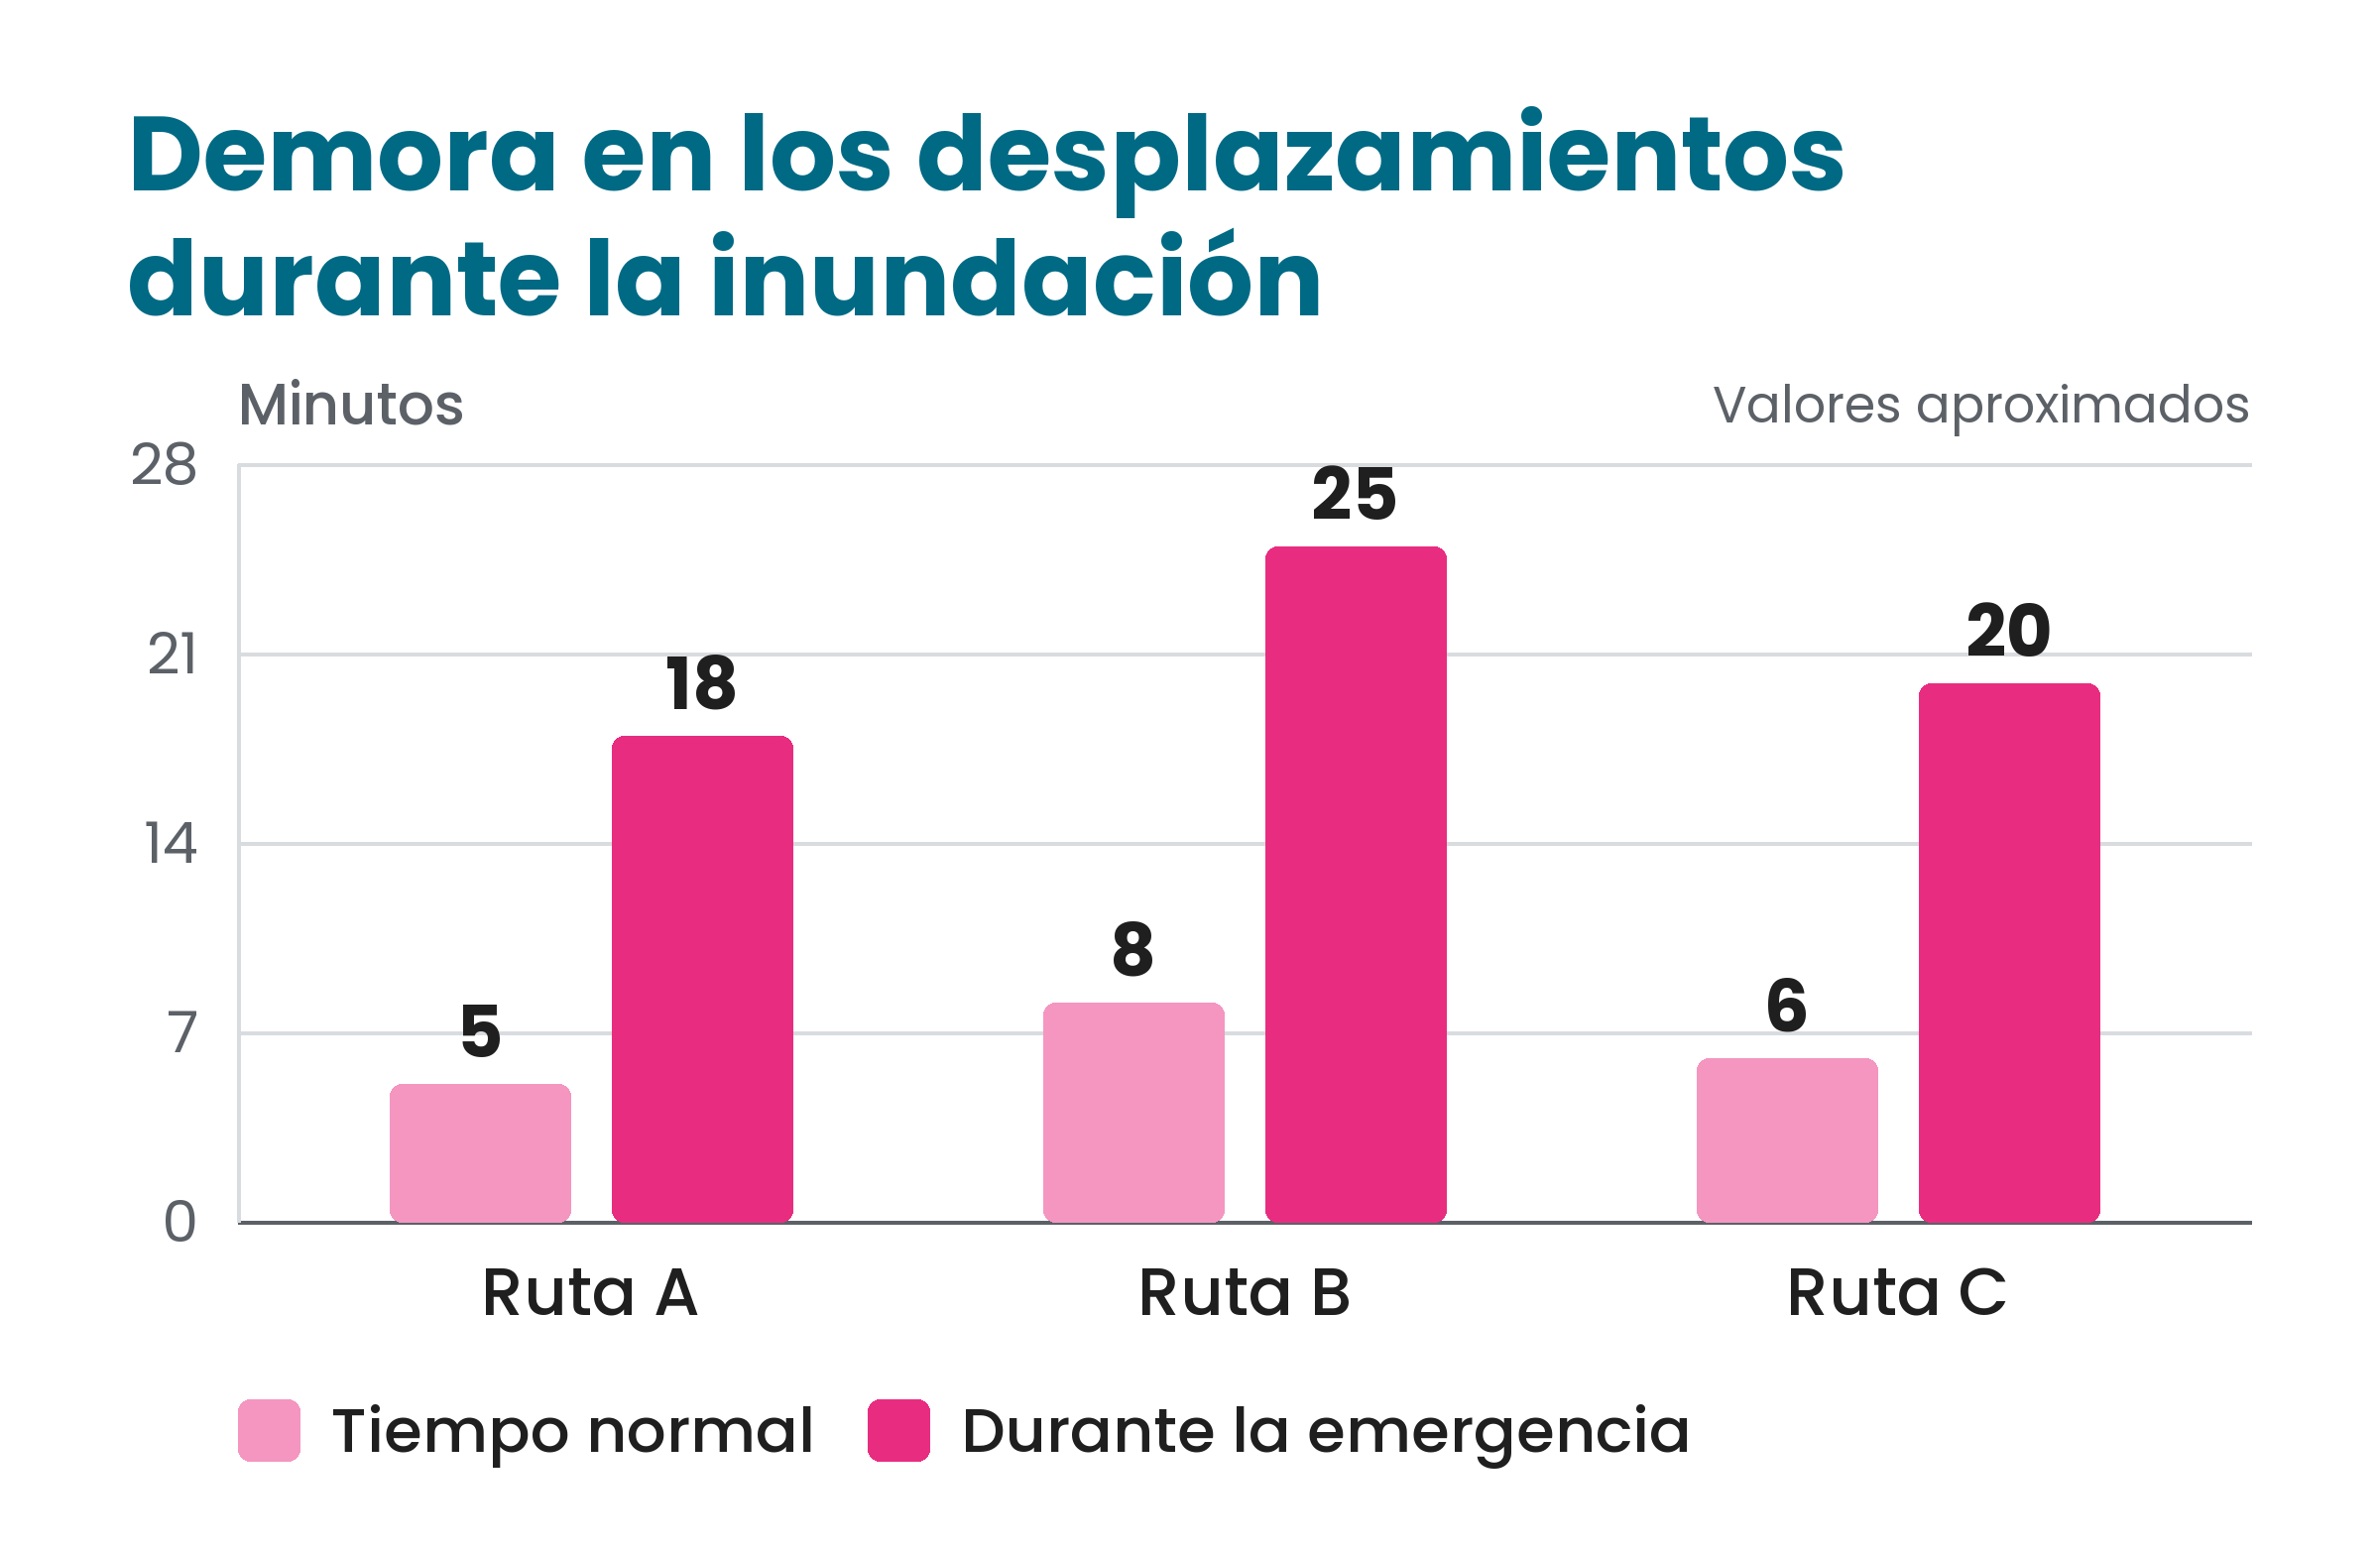 Demora en los desplazamientos
durante la inundación
Minutos
Valores aproximados
28
21
14
7
0
5
18
8
25
6
20
Ruta A
Ruta B
Ruta C
Tiempo normal
Durante la emergencia